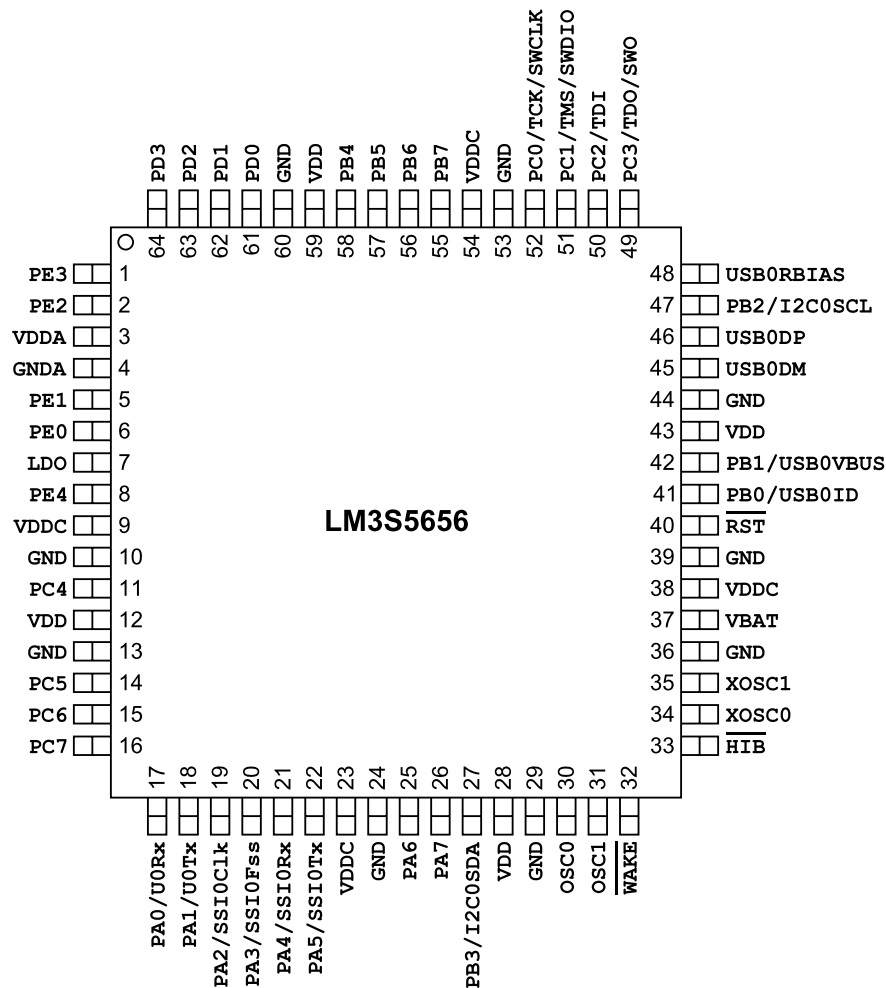 PD3 PD2 PD1 PD0 GND VDD PB4 PB5 PB6 PB7 VDDC GND PC0/TCK/SWCLK PC1/TMS/SWDIO PC2/TDI PC3/TDO/SWO
64 63 62 61 60 59 58 57 56 55 54 53 52 51 50 49
PE3 1 48 USB0RBIAS
PE2 2 47 PB2/I2C0SCL
VDDA 3 46 USB0DP
GNDA 4 45 USB0DM
PE1 5 44 GND
PE0 6 43 VDD
LDO 7 42 PB1/USB0VBUS
PE4 8 41 PB0/USB0ID
LM3S5656
VDDC 9 40 RST
GND 10 39 GND
PC4 11 38 VDDC
VDD 12 37 VBAT
GND 13 36 GND
PC5 14 35 XOSC1
PC6 15 34 XOSC0
PC7 16 33 HIB
17 18 19 20 21 22 23 24 25 26 27 28 29 30 31 32
PA0/U0Rx PA1/U0Tx PA2/SSI0Clk PA3/SSI0Fss PA4/SSI0Rx PA5/SSI0Tx VDDC GND PA6 PA7 PB3/I2C0SDA VDD GND OSC0 OSC1 WAKE